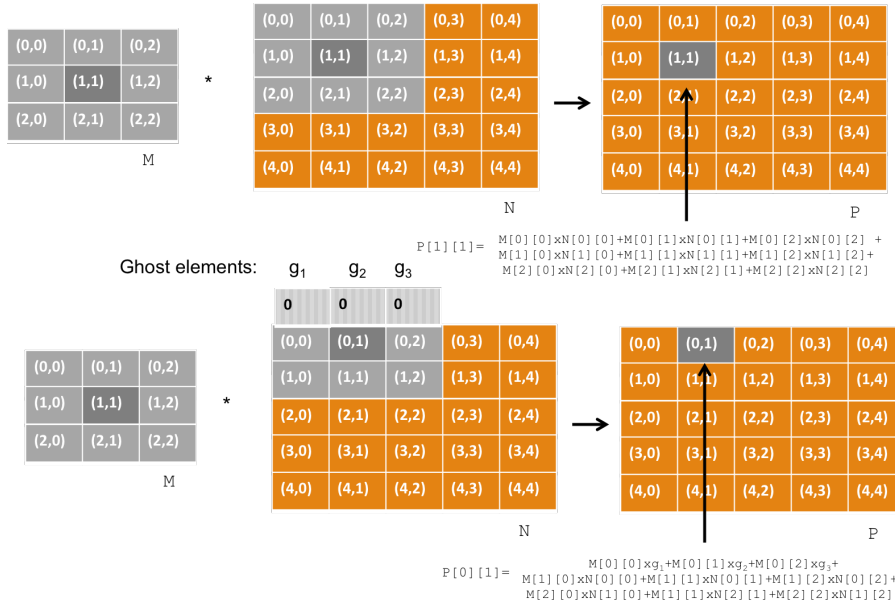 (0,0) (0,1) (0,2) (0,3) (0,4)
(1,0) (1,1) (1,2) (1,3) (1,4)
(2,0) (2,1) (2,2) (2,3) (2,4)
(3,0) (3,1) (3,2) (3,3) (3,4)
(4,0) (4,1) (4,2) (4,3) (4,4)
N
(0,0) (0,1) (0,2)
(1,0) (1,1) (1,2)
(2,0) (2,1) (2,2)
M
*
(0,0) (0,1) (0,2) (0,3) (0,4)
(1,0) (1,1) (1,2) (1,3) (1,4)
(2,0) (2,1) (2,2) (2,3) (2,4)
(3,0) (3,1) (3,2) (3,3) (3,4)
(4,0) (4,1) (4,2) (4,3) (4,4)
P
P[1][1]=
M[0][0]xN[0][0]+M[0][1]xN[0][1]+M[0][2]xN[0][2] +
M[1][0]xN[1][0]+M[1][1]xN[1][1]+M[1][2]xN[1][2]+
M[2][0]xN[2][0]+M[2][1]xN[2][1]+M[2][2]xN[2][2]
Ghost elements: g1 g2 g3
0 0 0
(0,0) (0,1) (0,2) (0,3) (0,4)
(1,0) (1,1) (1,2) (1,3) (1,4)
(2,0) (2,1) (2,2) (2,3) (2,4)
(3,0) (3,1) (3,2) (3,3) (3,4)
(4,0) (4,1) (4,2) (4,3) (4,4)
N
(0,0) (0,1) (0,2)
(1,0) (1,1) (1,2)
(2,0) (2,1) (2,2)
M
*
(0,0) (0,1) (0,2) (0,3) (0,4)
(1,0) (1,1) (1,2) (1,3) (1,4)
(2,0) (2,1) (2,2) (2,3) (2,4)
(3,0) (3,1) (3,2) (3,3) (3,4)
(4,0) (4,1) (4,2) (4,3) (4,4)
P
P[0][1]=
M[0][0]xg1+M[0][1]xg2+M[0][2]xg3+
M[1][0]xN[0][0]+M[1][1]xN[0][1]+M[1][2]xN[0][2]+
M[2][0]xN[1][0]+M[1][1]xN[2][1]+M[2][2]xN[1][2]